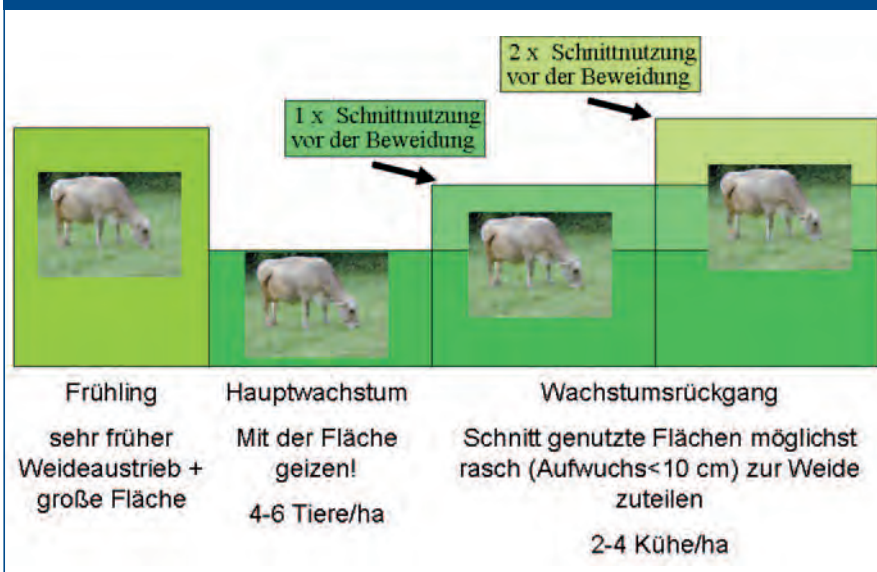 2 x Schnittnutzung
vor der Beweidung
1 x Schnittnutzung
vor der Beweidung
Frühling
sehr früher
Weideaustrieb +
große Fläche
Hauptwachstum
Mit der Fläche
geizen!
4-6 Tiere/ha
Wachstumsrückgang
Schnitt genutzte Flächen möglichst
rasch (Aufwuchs<10 cm) zur Weide
zuteilen
2-4 Kühe/ha